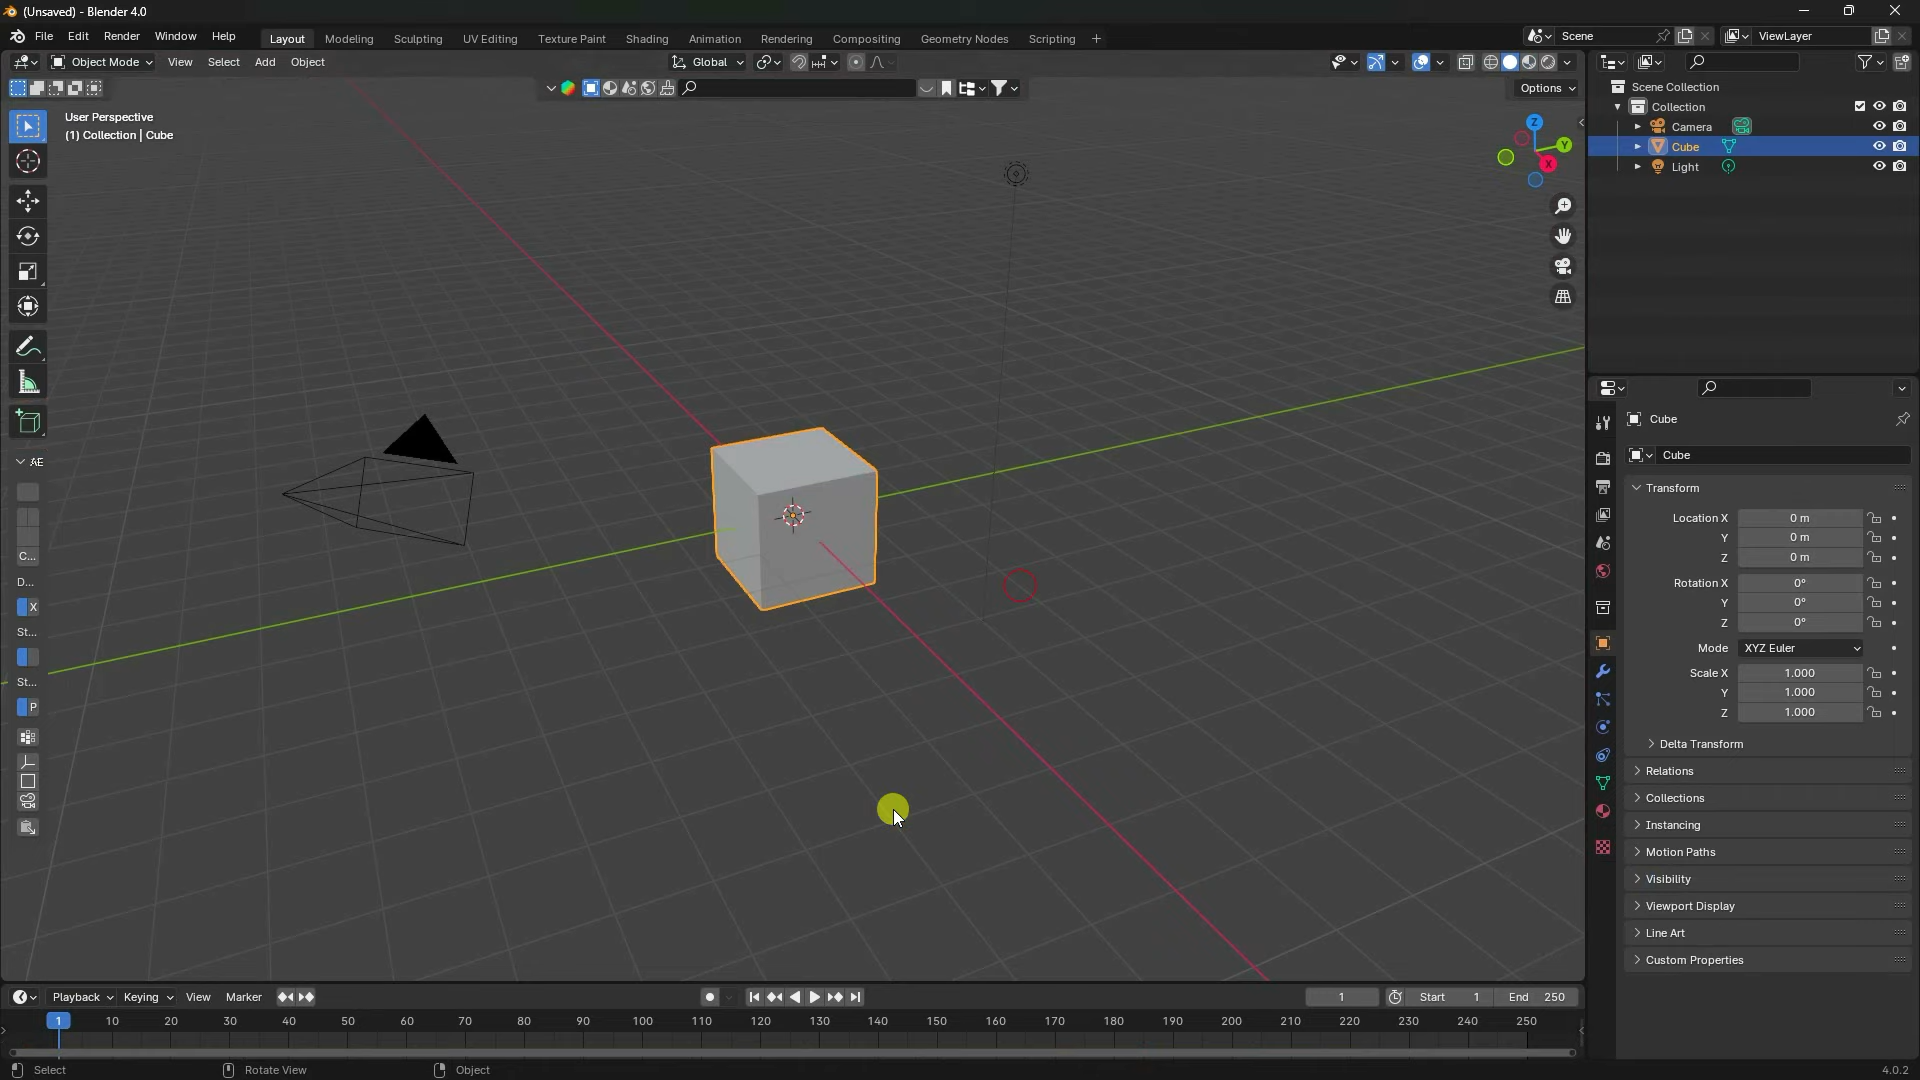 (Unsaved) - Blender 4.0
File Edit Render Window Help
Layout Modeling Sculpting UV Editing Texture Paint Shading Animation Rendering Compositing Geometry Nodes Scripting +
Scene
ViewLayer
Object Mode View Select Add Object
Global
Options
User Perspective
(1) Collection | Cube
Z
Y
X
AE
C...
D...
X
St...
St...
P
Scene Collection
Collection
Camera
Cube
Light
Cube
Cube
Transform
Location X 0 m
Y 0 m
Z 0 m
Rotation X 0°
Y 0°
Z 0°
Mode XYZ Euler
Scale X 1.000
Y 1.000
Z 1.000
Delta Transform
Relations
Collections
Instancing
Motion Paths
Visibility
Viewport Display
Line Art
Custom Properties
Playback Keying View Marker
1
Start 1 End 250
1 10 20 30 40 50 60 70 80 90 100 110 120 130 140 150 160 170 180 190 200 210 220 230 240 250
Select Rotate View Object
4.0.2